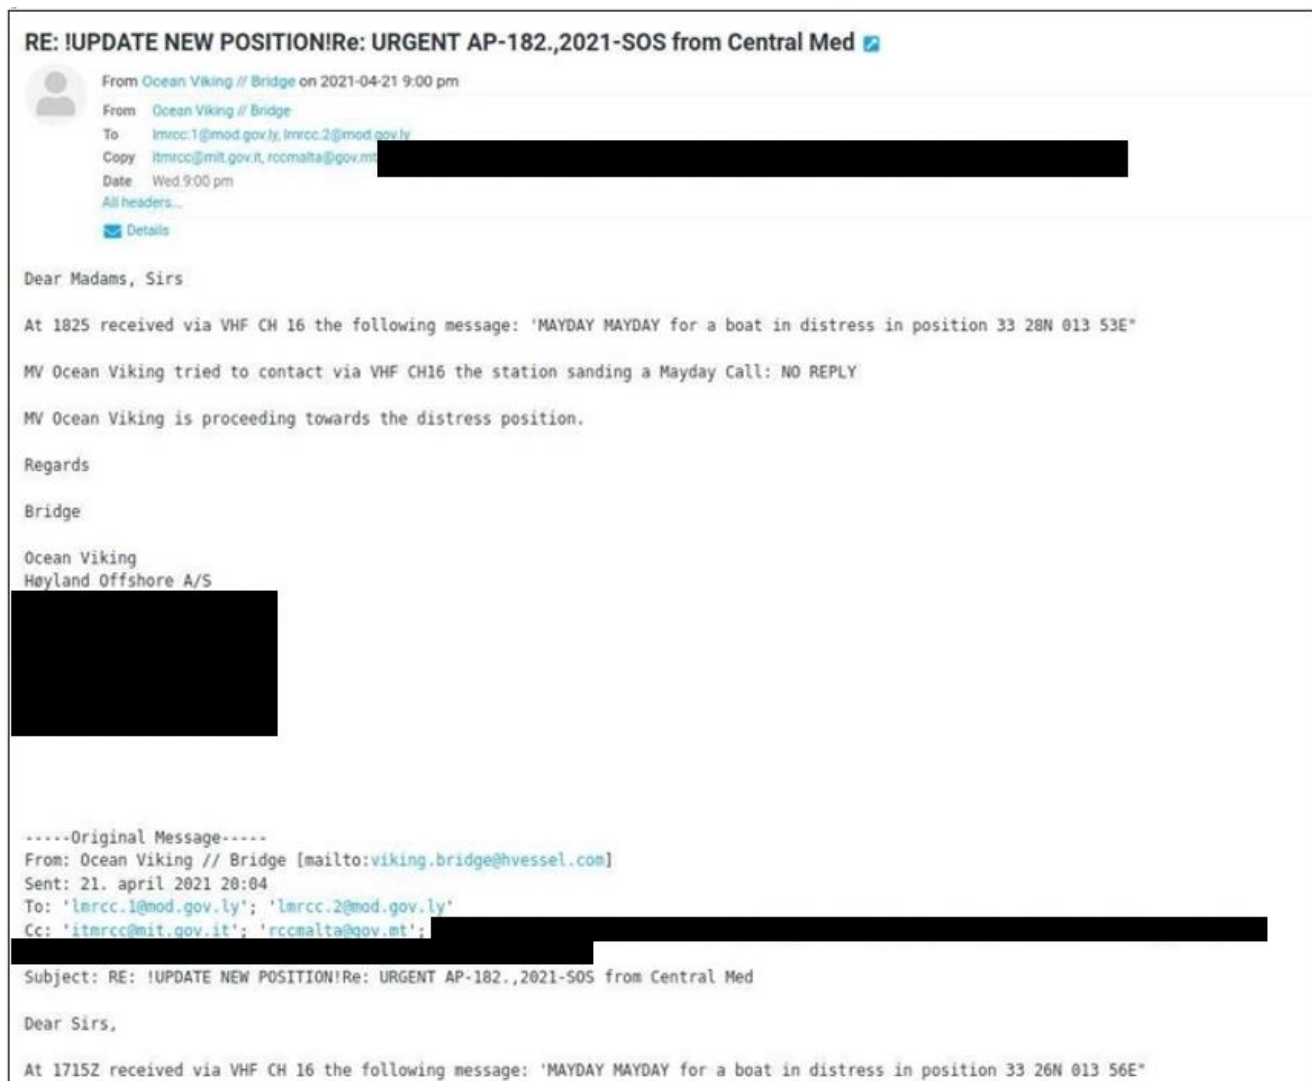 RE: !UPDATE NEW POSITION!Re: URGENT AP-182.,2021-SOS from Central Med
From Ocean Viking // Bridge on 2021-04-21 9:00 pm
From Ocean Viking // Bridge
To lmrcc.1@mod.gov.ly, lmrcc.2@mod.gov.ly
Copy itmrcc@mit.gov.it, rccmalta@gov.mt
Date Wed 9:00 pm
All headers...
Details
Dear Madams, Sirs
At 1825 received via VHF CH 16 the following message: 'MAYDAY MAYDAY for a boat in distress in position 33 28N 013 53E"
MV Ocean Viking tried to contact via VHF CH16 the station sanding a Mayday Call: NO REPLY
MV Ocean Viking is proceeding towards the distress position.
Regards
Bridge
Ocean Viking
Høyland Offshore A/S
-----Original Message-----
From: Ocean Viking // Bridge [mailto:viking.bridge@hvessel.com]
Sent: 21. april 2021 20:04
To: 'lmrcc.1@mod.gov.ly'; 'lmrcc.2@mod.gov.ly'
Cc: 'itmrcc@mit.gov.it'; 'rccmalta@gov.mt';
Subject: RE: !UPDATE NEW POSITION!Re: URGENT AP-182.,2021-SOS from Central Med
Dear Sirs,
At 1715Z received via VHF CH 16 the following message: 'MAYDAY MAYDAY for a boat in distress in position 33 26N 013 56E"